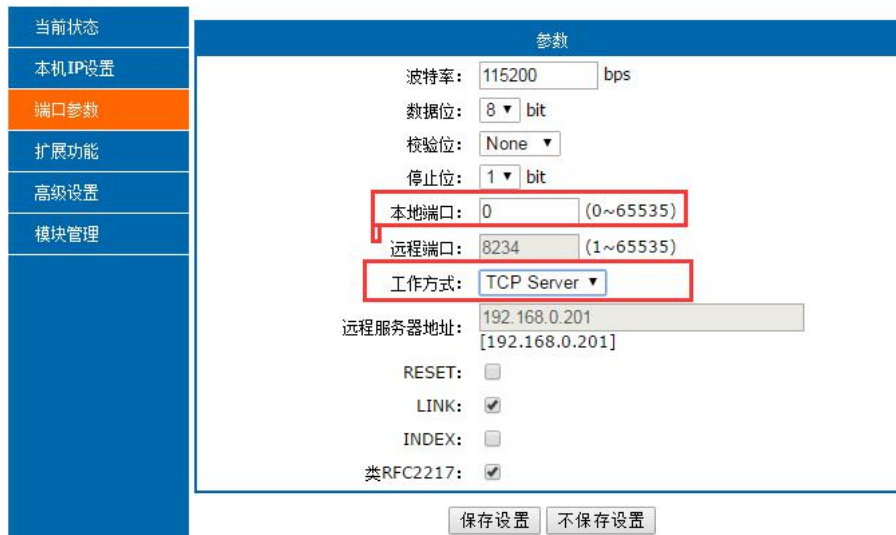 当前状态
本机IP设置
端口参数
扩展功能
高级设置
模块管理
参数
波特率: 115200 bps
数据位: 8 bit
校验位: None
停止位: 1 bit
本地端口: 0 (0~65535)
远程端口: 8234 (1~65535)
工作方式: TCP Server
远程服务器地址: 192.168.0.201
[192.168.0.201]
RESET:
LINK:
INDEX:
类RFC2217:
保存设置 不保存设置